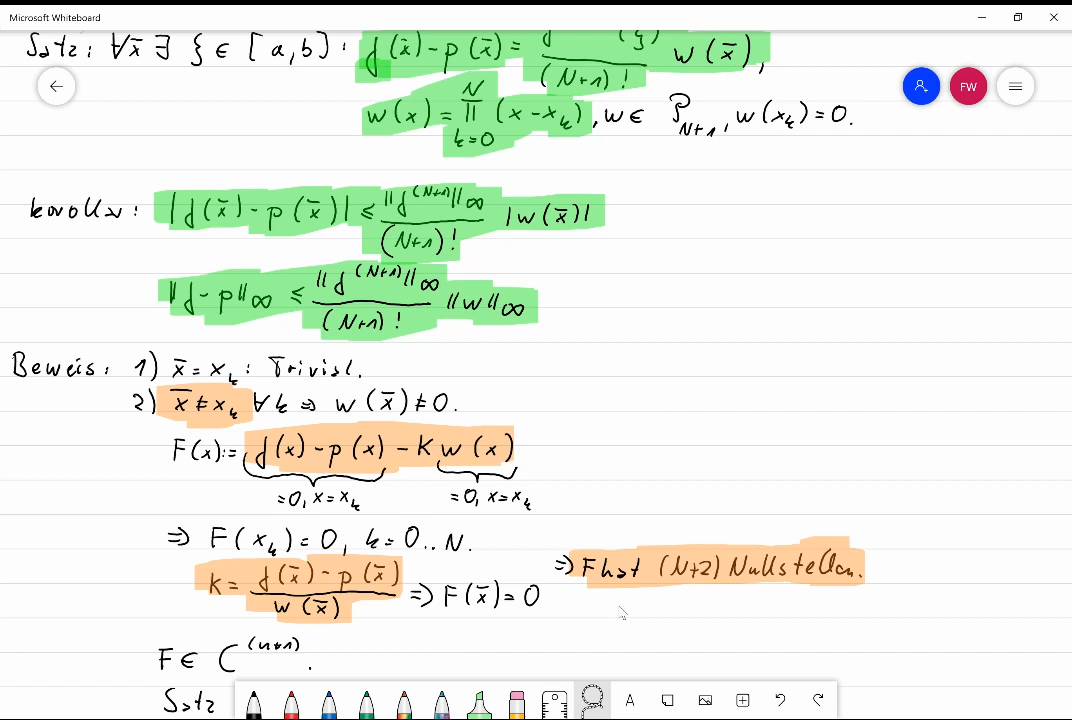 Microsoft Whiteboard
Satz: ∀x̄ ∃ ξ ∈ [a,b]: f(x̄) - p(x̄) = f (ξ) / (N+1)! w(x̄),
w(x) = ∏_{k=0}^{N} (x-x_k), w ∈ P_{N+1}, w(x_k)=0.
FW
Korollar: |f(x̄) - p(x̄)| ≤ ||f^{(N+1)}||_∞ / (N+1)! |w(x̄)|
||f-p||_∞ ≤ ||f^{(N+1)}||_∞ / (N+1)! ||w||_∞
Beweis: 1) x̄ = x_k: Trivial.
2) x̄ ≠ x_k ∀k ⇒ w(x̄) ≠ 0.
F(x) := f(x) - p(x) - K w(x)
=0, x=x_k =0, x=x_k
⇒ F(x_k) = 0, k=0..N.
K = f(x̄) - p(x̄) / w(x̄) ⇒ F(x̄) = 0 ⇒ F hat (N+2) Nullstellen.
F ∈ C^{(n+1)}.
Satz
A